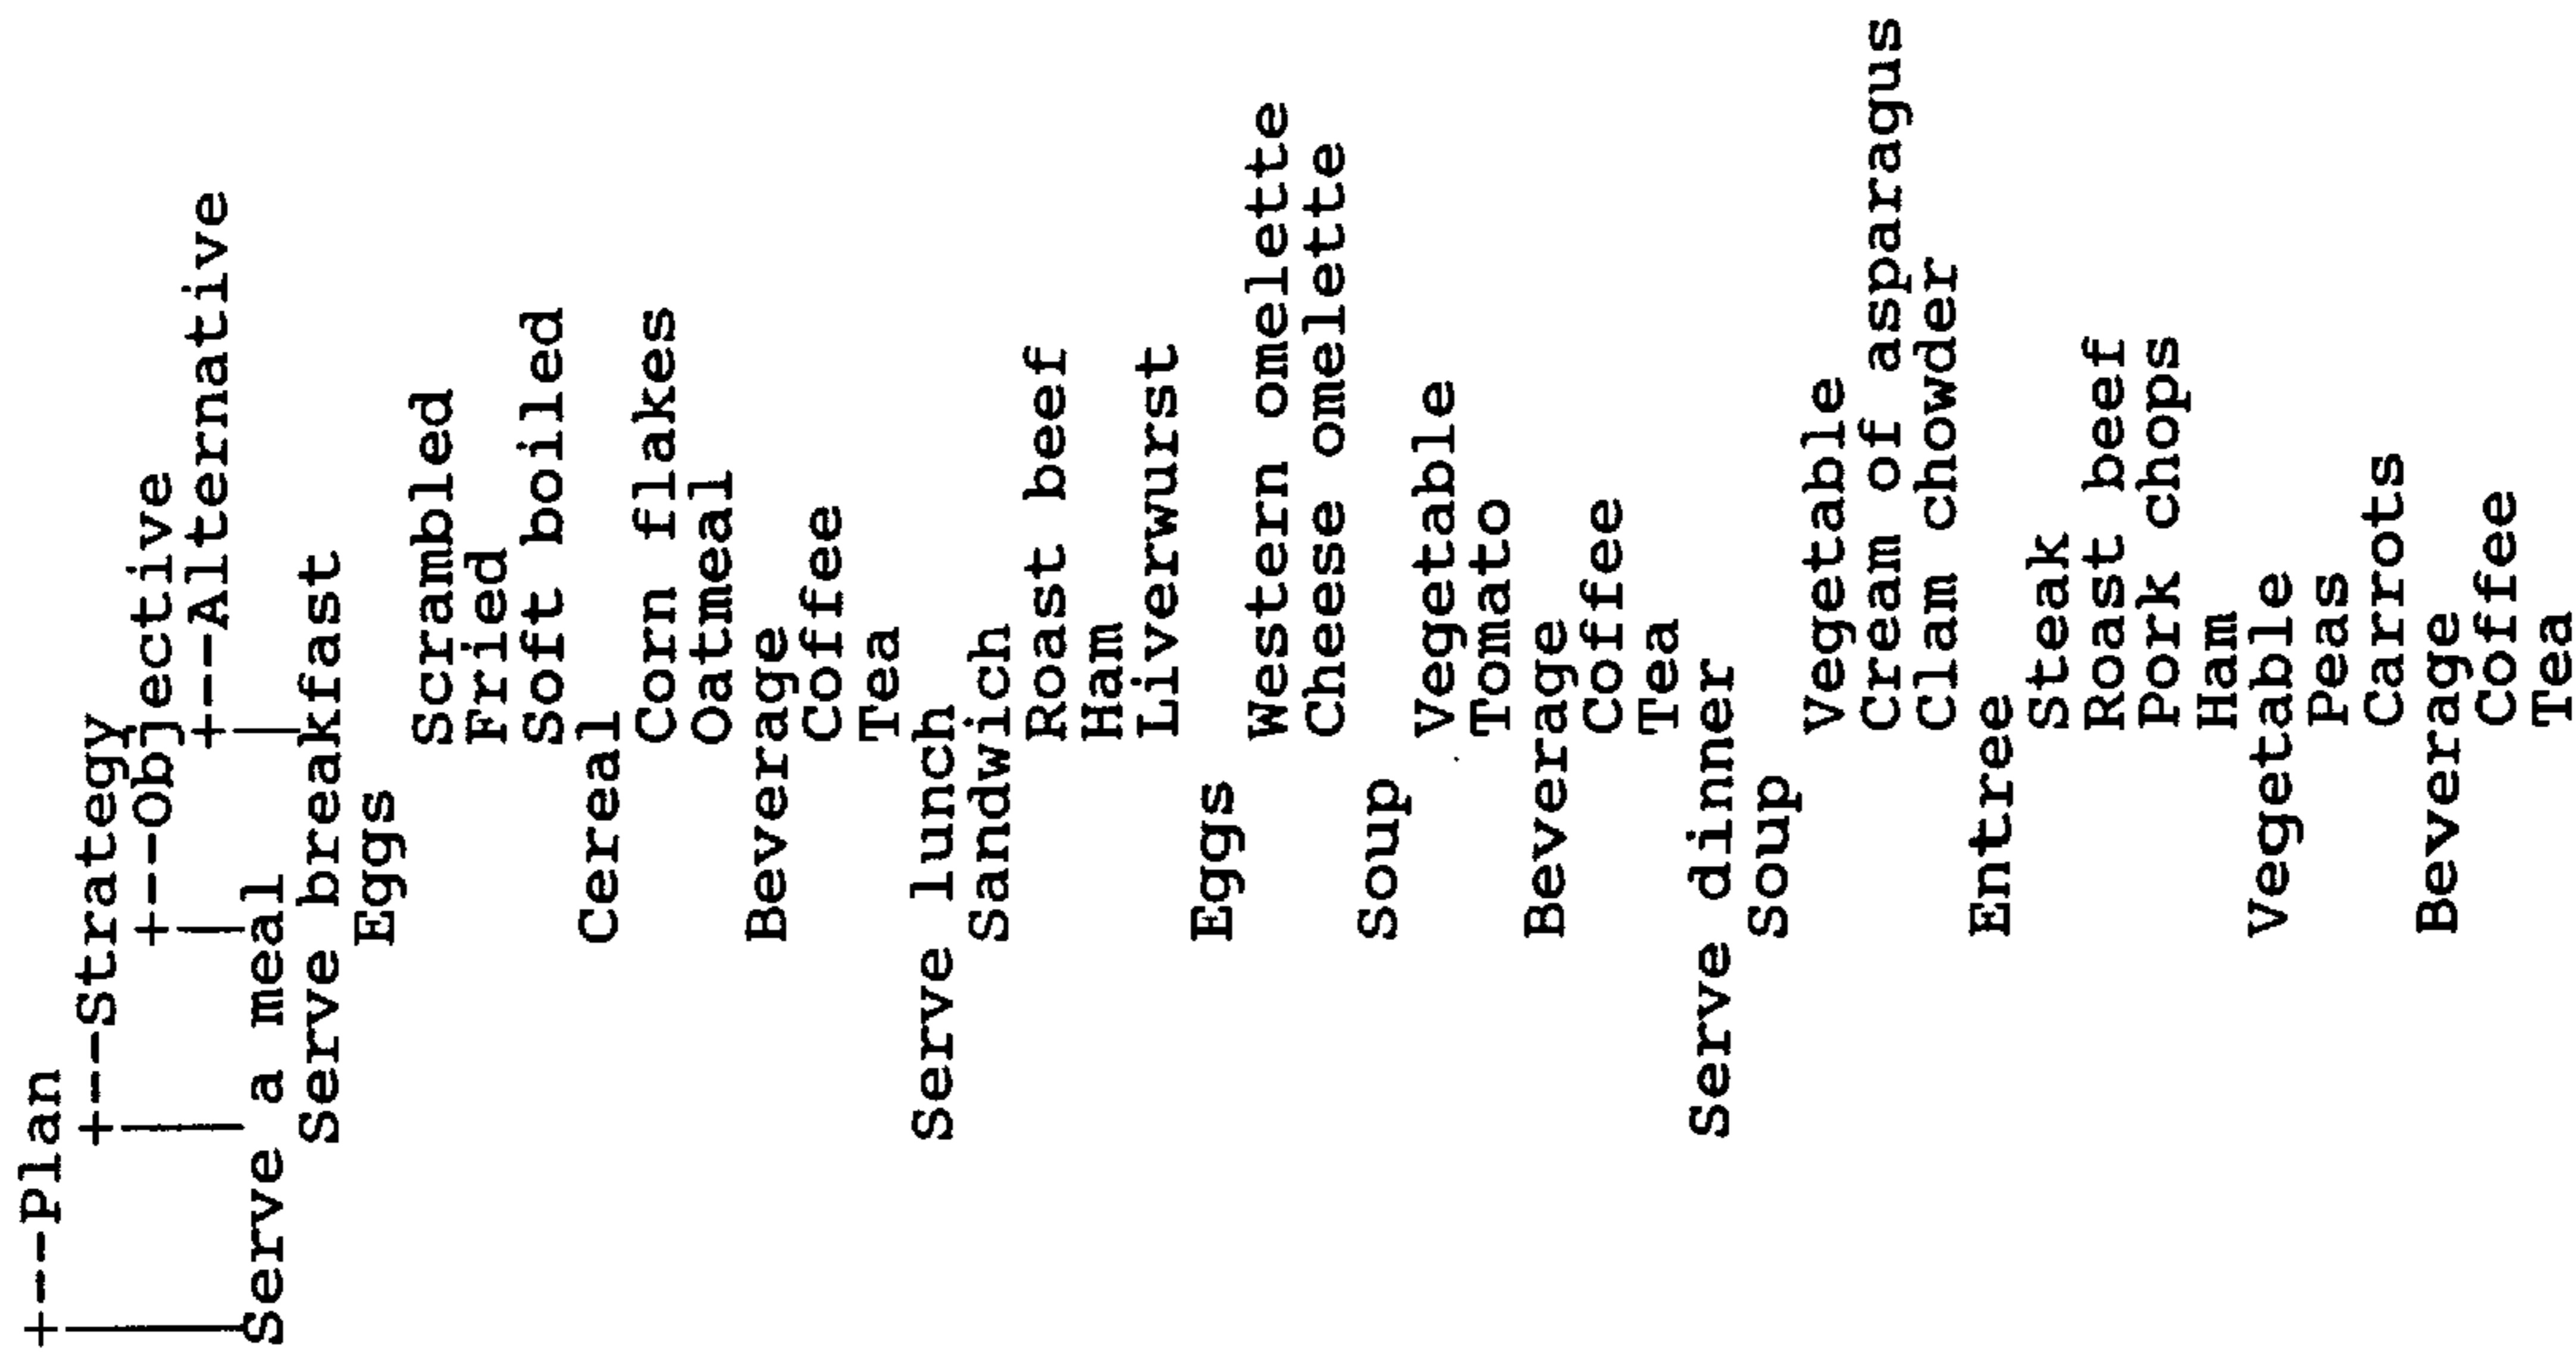 +---Plan
+---Strategy
+---Objective
+--Alternative
Serve a meal
Serve breakfast
Eggs
Scrambled
Fried
Soft boiled
Cereal
Corn flakes
Oatmeal
Beverage
Coffee
Tea
Serve lunch
Sandwich
Roast beef
Ham
Liverwurst
Eggs
Western omelette
Cheese omelette
Soup
Vegetable
Tomato
Beverage
Coffee
Tea
Serve dinner
Soup
Vegetable
Cream of asparagus
Clam chowder
Entree
Steak
Roast beef
Pork chops
Ham
Vegetable
Peas
Carrots
Beverage
Coffee
Tea